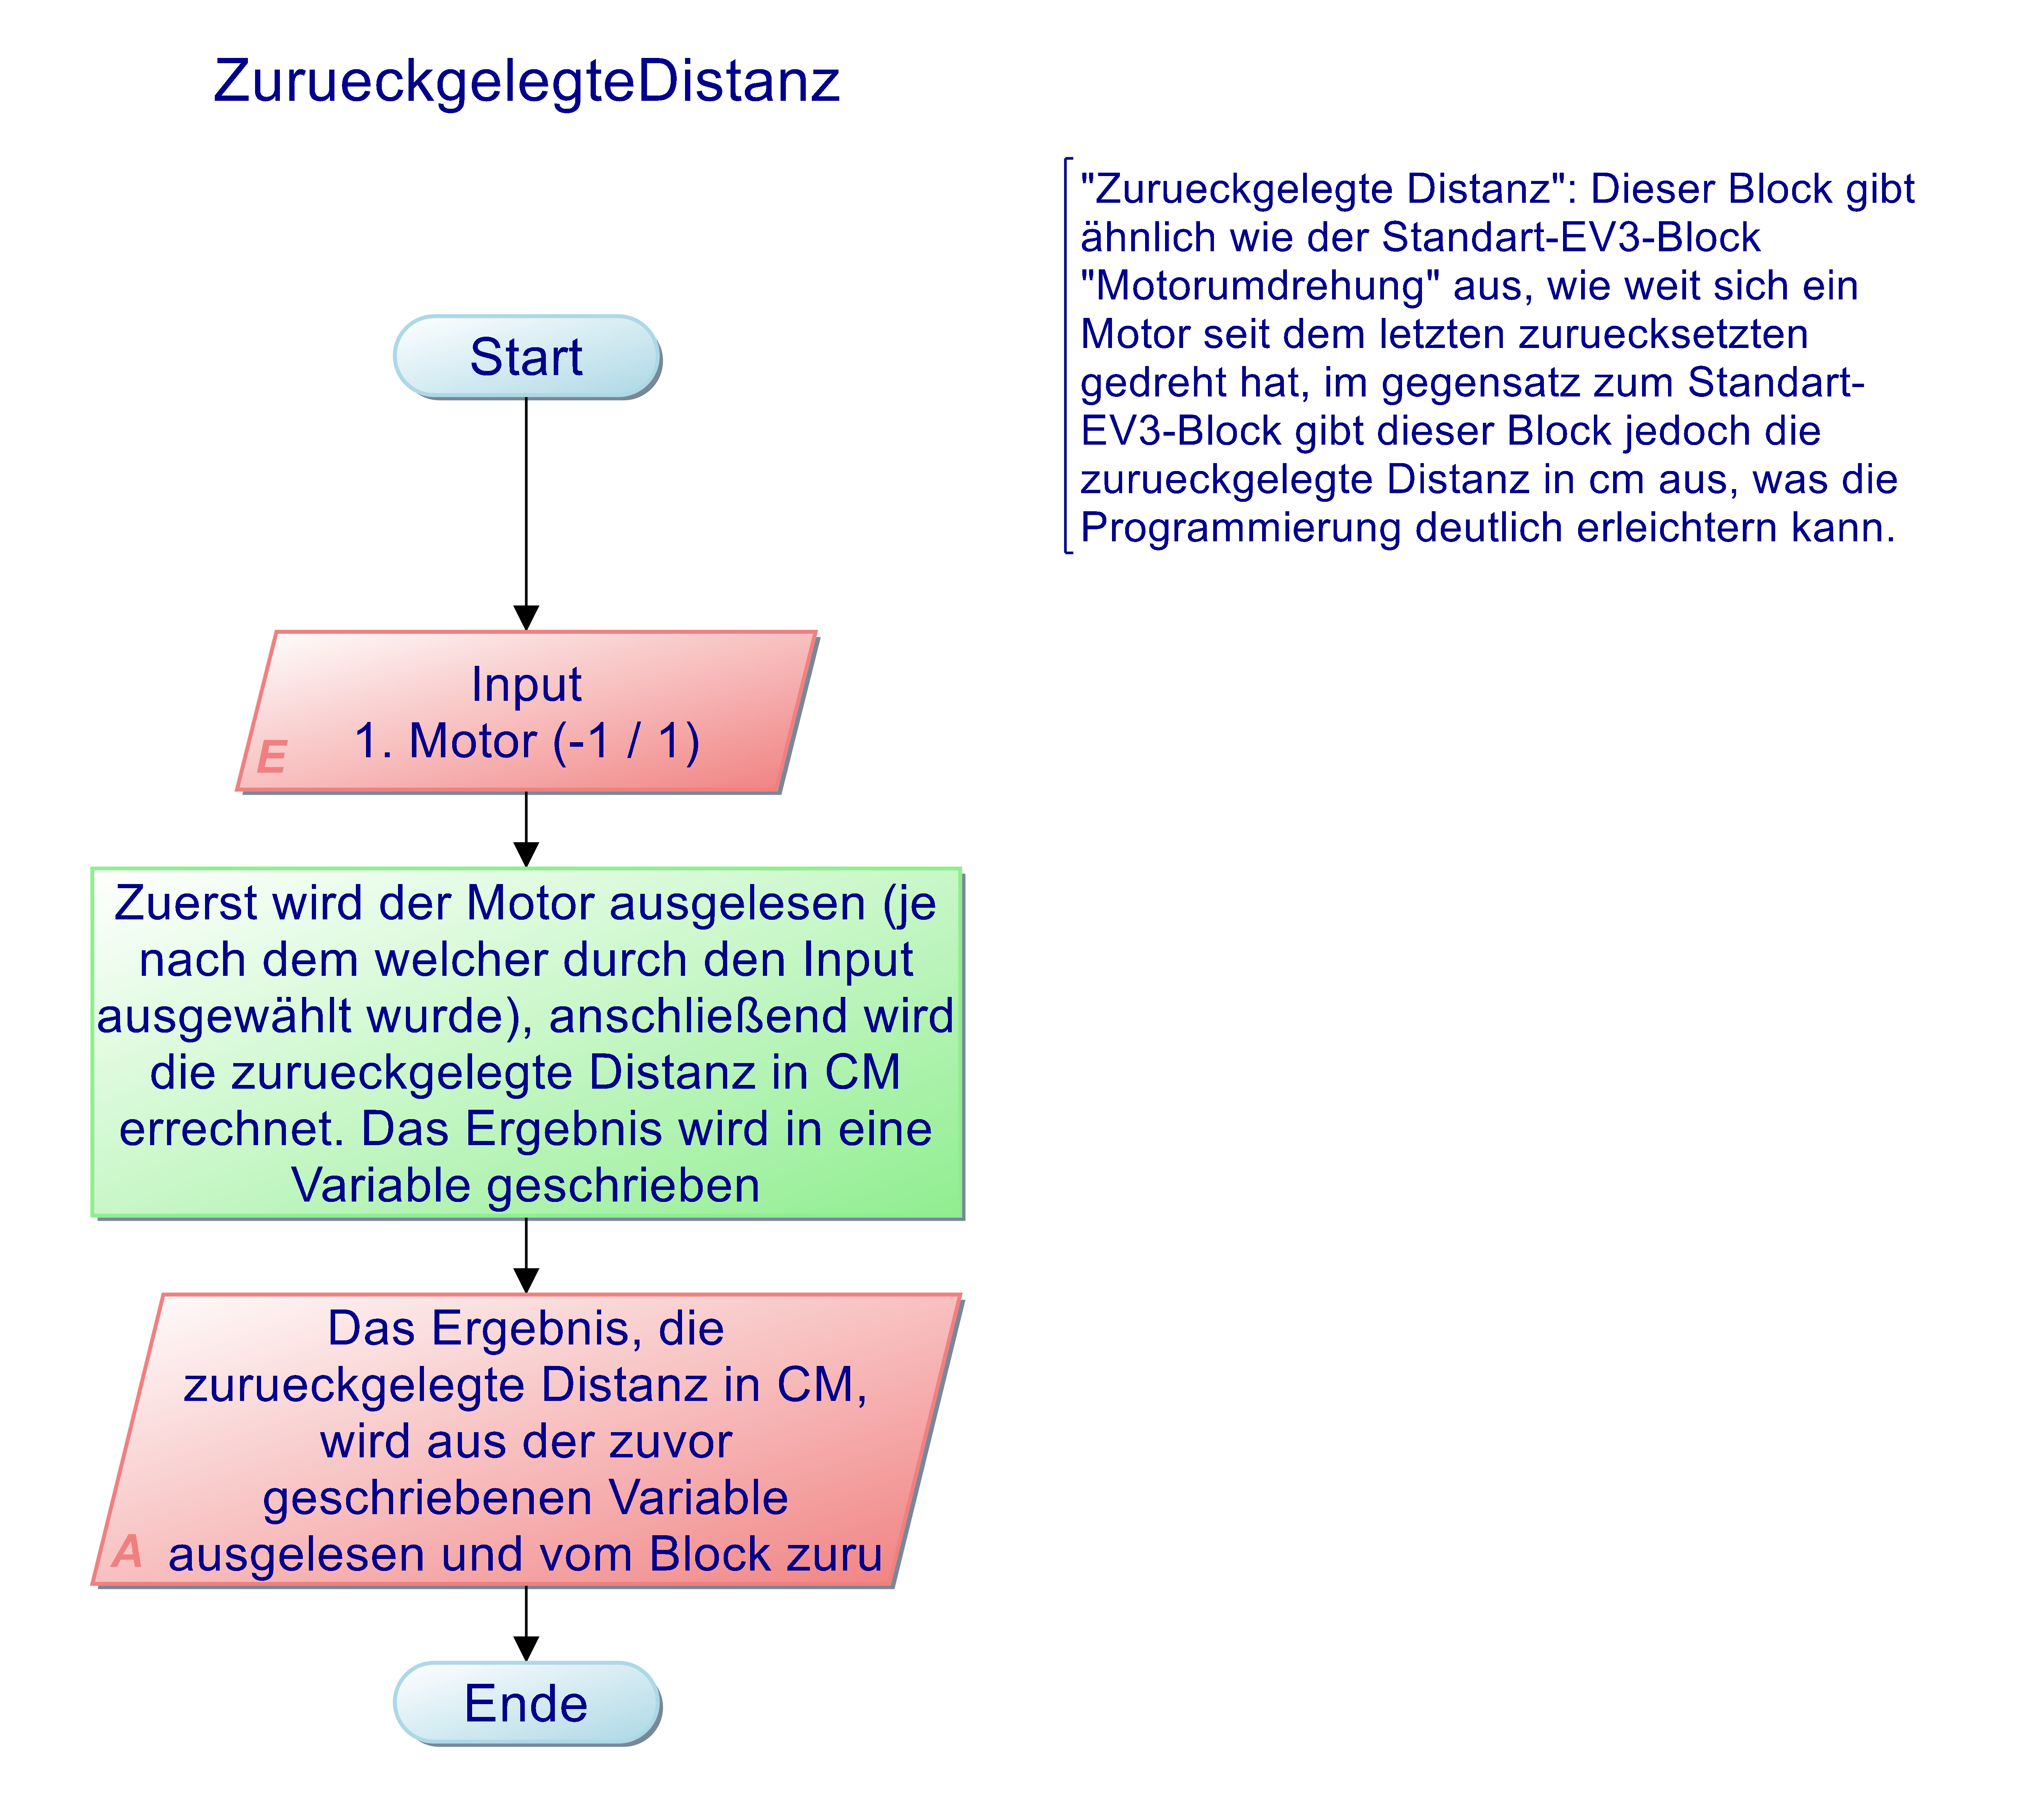 ZurueckgelegteDistanz
"Zurueckgelegte Distanz": Dieser Block gibt
ähnlich wie der Standart-EV3-Block
"Motorumdrehung" aus, wie weit sich ein
Motor seit dem letzten zuruecksetzten
gedreht hat, im gegensatz zum Standart-
EV3-Block gibt dieser Block jedoch die
zurueckgelegte Distanz in cm aus, was die
Programmierung deutlich erleichtern kann.
Start
Input
1. Motor (-1 / 1)
E
Zuerst wird der Motor ausgelesen (je
nach dem welcher durch den Input
ausgewählt wurde), anschließend wird
die zurueckgelegte Distanz in CM
errechnet. Das Ergebnis wird in eine
Variable geschrieben
Das Ergebnis, die
zurueckgelegte Distanz in CM,
wird aus der zuvor
geschriebenen Variable
ausgelesen und vom Block zuru
A
Ende